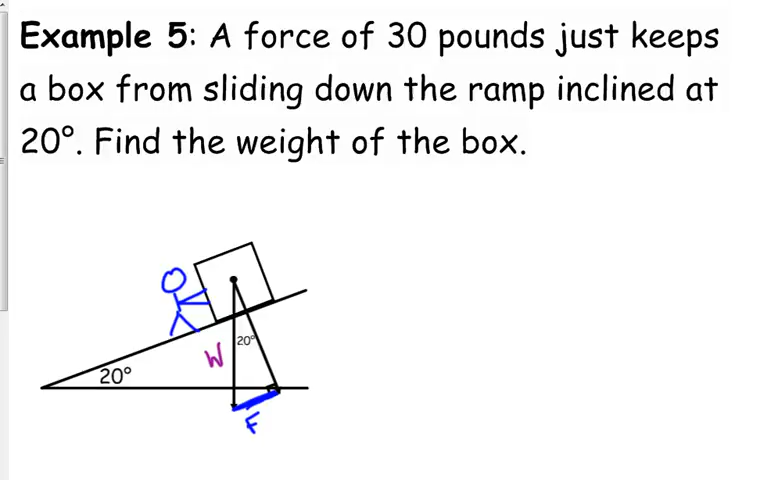 Example 5: A force of 30 pounds just keeps
a box from sliding down the ramp inclined at
20°. Find the weight of the box.
20°
W
20°
F